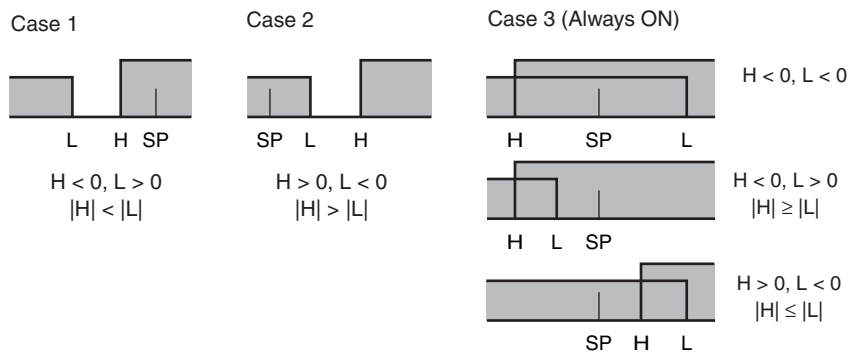 Case 1
L H SP
H < 0, L > 0
|H| < |L|
Case 2
SP L H
H > 0, L < 0
|H| > |L|
Case 3 (Always ON)
H SP L
H < 0, L < 0
H L SP
H < 0, L > 0
|H| ≥ |L|
SP H L
H > 0, L < 0
|H| ≤ |L|